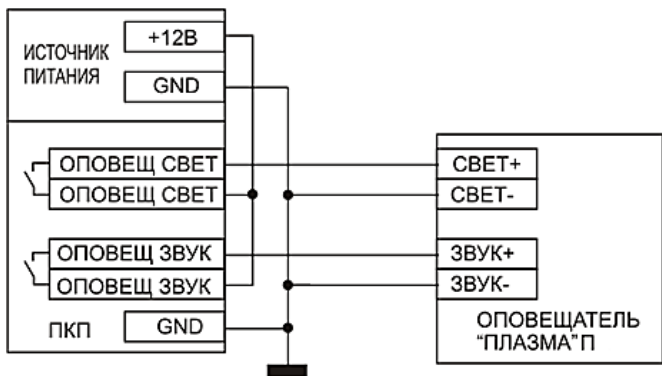 ИСТОЧНИК
ПИТАНИЯ
+12В
GND
ОПОВЕЩ СВЕТ
ОПОВЕЩ СВЕТ
ОПОВЕЩ ЗВУК
ОПОВЕЩ ЗВУК
ПКП
GND
СВЕТ+
СВЕТ-
ЗВУК+
ЗВУК-
ОПОВЕЩАТЕЛЬ
"ПЛАЗМА"П